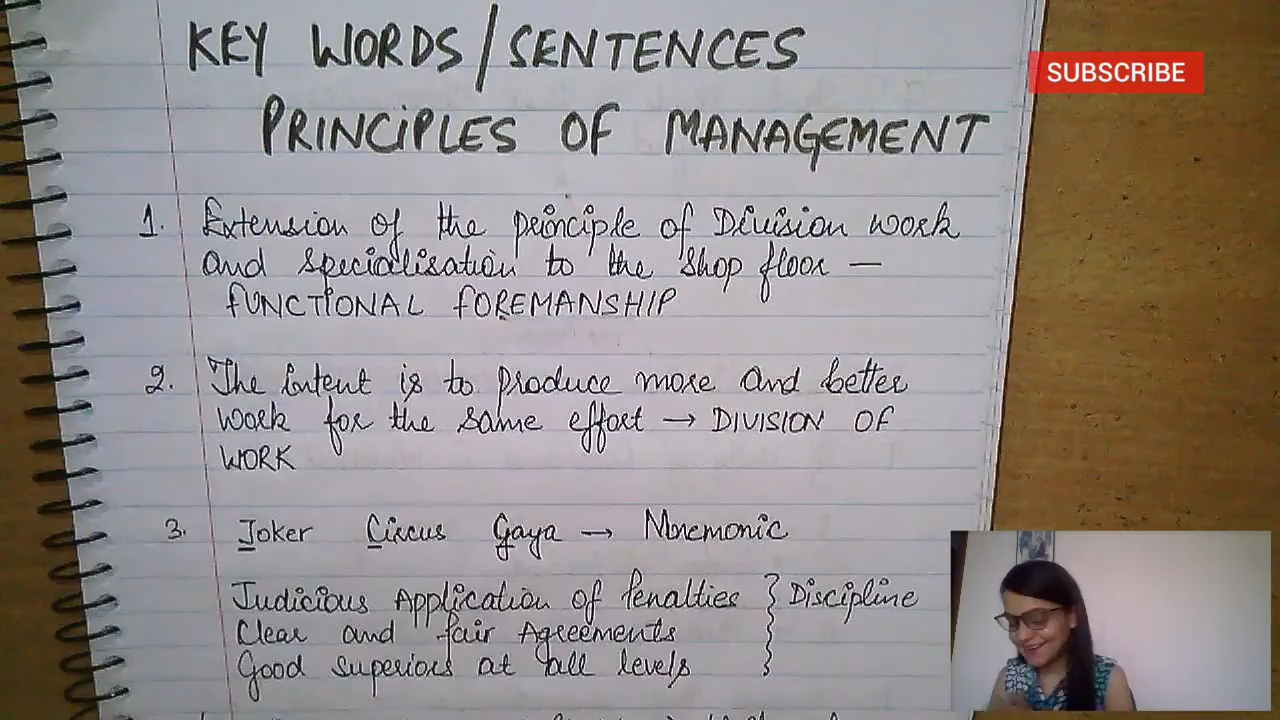 KEY WORDS/SENTENCES
SUBSCRIBE
PRINCIPLES OF MANAGEMENT
1. Extension of the principle of Division work
and specialisation to the shop floor —
FUNCTIONAL FOREMANSHIP
2. The intent is to produce more and better
work for the same effort → DIVISION OF
WORK
3. Joker Circus Gaya → Mnemonic
Judicious Application of Penalties } Discipline
Clear and fair Agreements
Good superiors at all levels